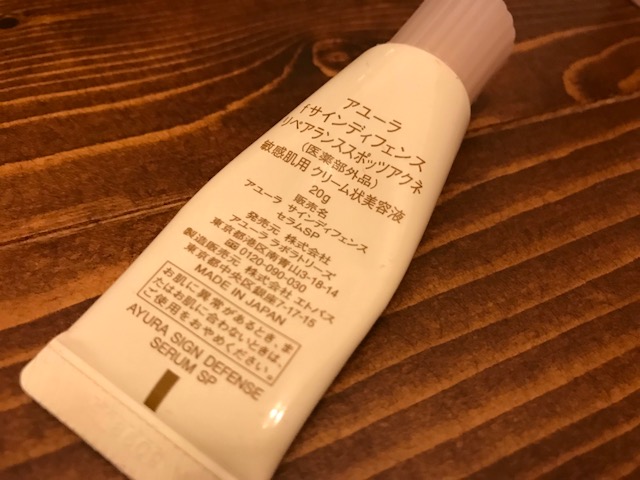 アユーラ
fサインディフェンス
リペアランススポッツアクネ
(医薬部外品)
敏感肌用 クリーム状美容液
20g
販売名
アユーラ サインディフェンス
セラムSP
発売元 株式会社
アユーララボラトリーズ
東京都港区南青山3-18-14
0120-090-030
製造販売元 株式会社 エトバス
東京都中央区銀座7-17-15
MADE IN JAPAN
お肌に異常があるとき、ま
たはお肌に合わないときは、
ご使用をおやめください。
AYURA SIGN DEFENSE
SERUM SP